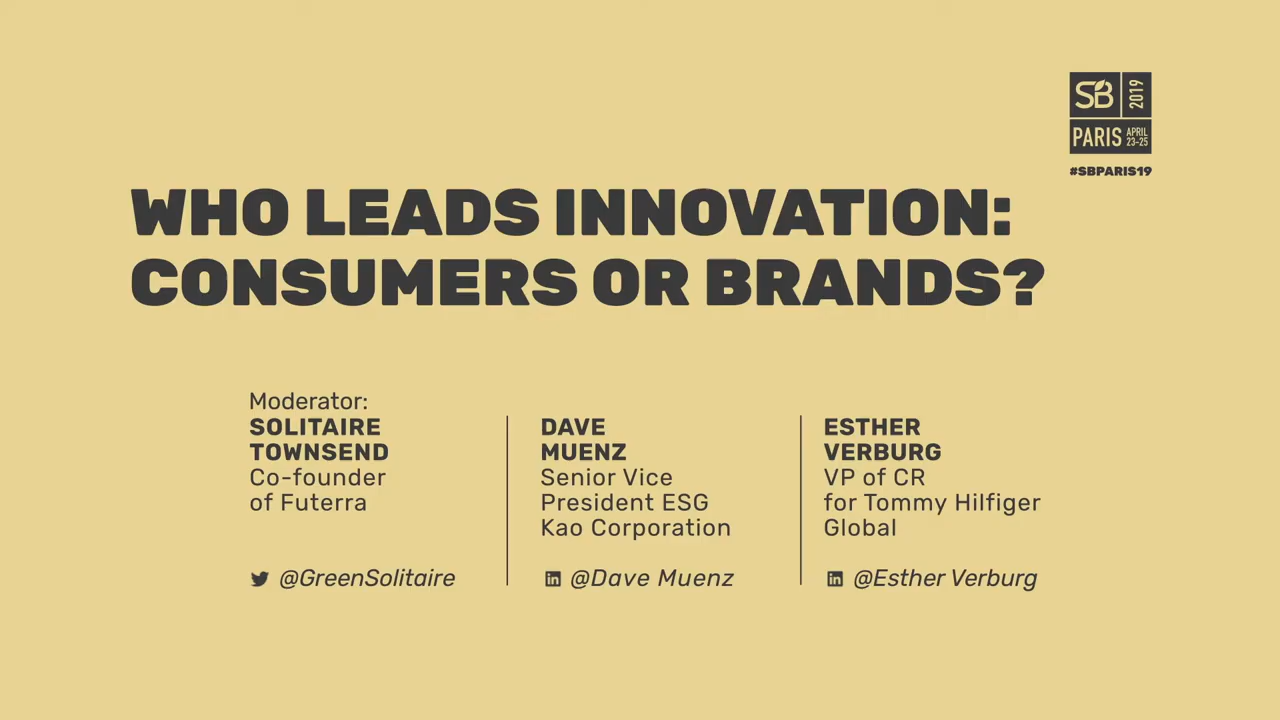 SB 2019
PARIS APRIL 23-25
#SBPARIS19
WHO LEADS INNOVATION:
CONSUMERS OR BRANDS?
Moderator:
SOLITAIRE
TOWNSEND
Co-founder
of Futerra
@GreenSolitaire
DAVE
MUENZ
Senior Vice
President ESG
Kao Corporation
@Dave Muenz
ESTHER
VERBURG
VP of CR
for Tommy Hilfiger
Global
@Esther Verburg